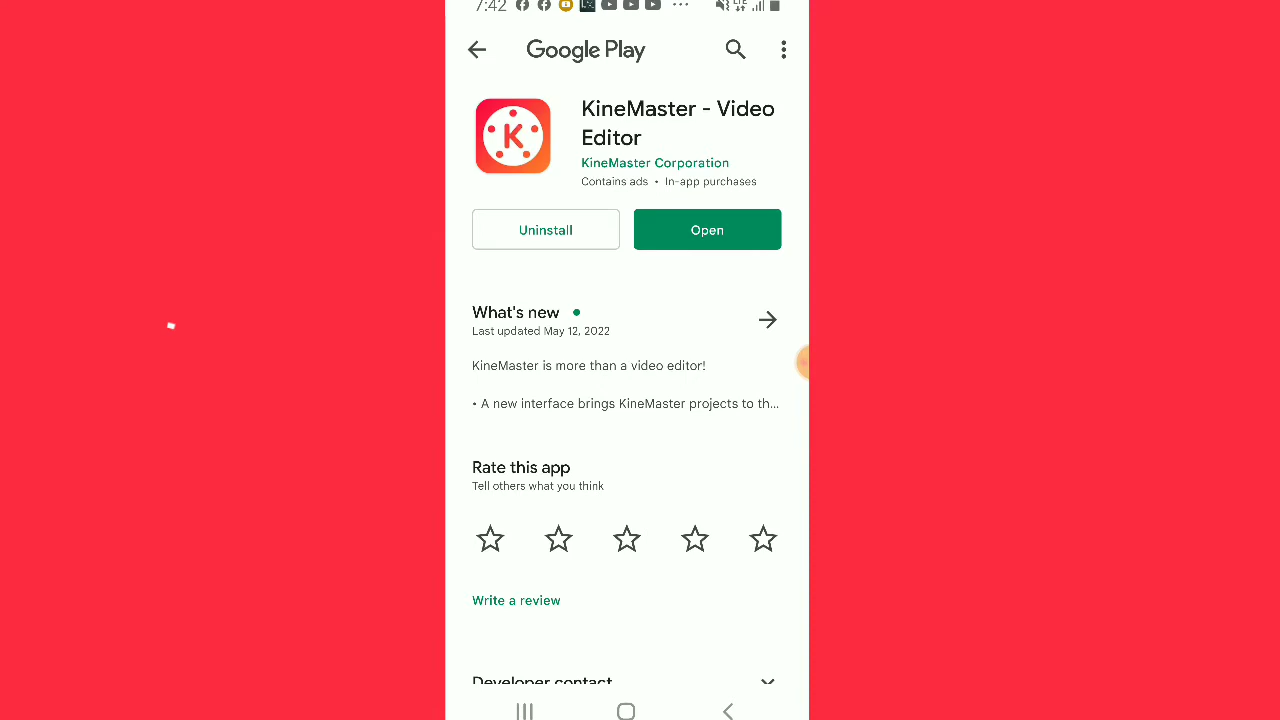 7:42
Google Play
K
KineMaster - Video
Editor
KineMaster Corporation
Contains ads • In-app purchases
Uninstall
Open
What's new
Last updated May 12, 2022
KineMaster is more than a video editor!
• A new interface brings KineMaster projects to th...
Rate this app
Tell others what you think
Write a review
Developer contact